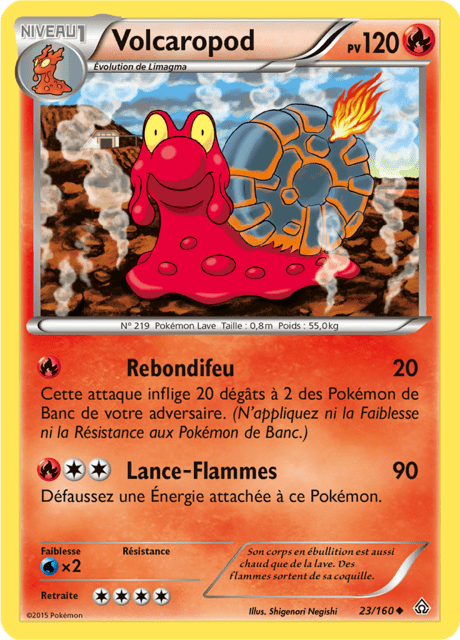 NIVEAU 1
Volcaropod
PV 120
Évolution de Limagma
N° 219 Pokémon Lave Taille : 0,8m Poids : 55,0kg
Rebondifeu 20
Cette attaque inflige 20 dégâts à 2 des Pokémon de
Banc de votre adversaire. (N'appliquez ni la Faiblesse
ni la Résistance aux Pokémon de Banc.)
Lance-Flammes 90
Défaussez une Énergie attachée à ce Pokémon.
Faiblesse Résistance
×2
Retraite
Son corps en ébullition est aussi
chaud que de la lave. Des
flammes sortent de sa coquille.
©2015 Pokémon
Illus. Shigenori Negishi
23/160